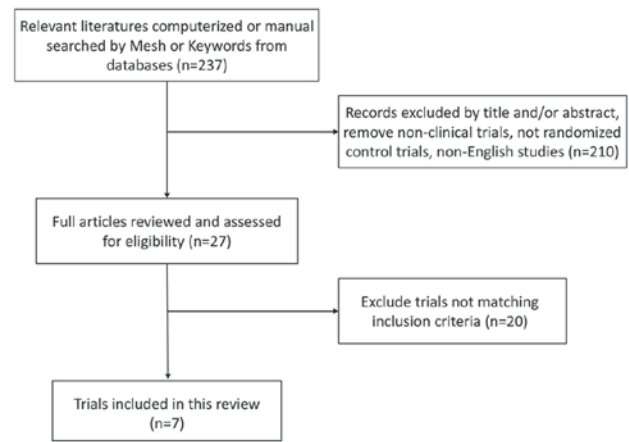 Relevant literatures computerized or manual
searched by Mesh or Keywords from
databases (n=237)
Records excluded by title and/or abstract,
remove non-clinical trials, not randomized
control trials, non-English studies (n=210)
Full articles reviewed and assessed
for eligibility (n=27)
Exclude trials not matching
inclusion criteria (n=20)
Trials included in this review
(n=7)